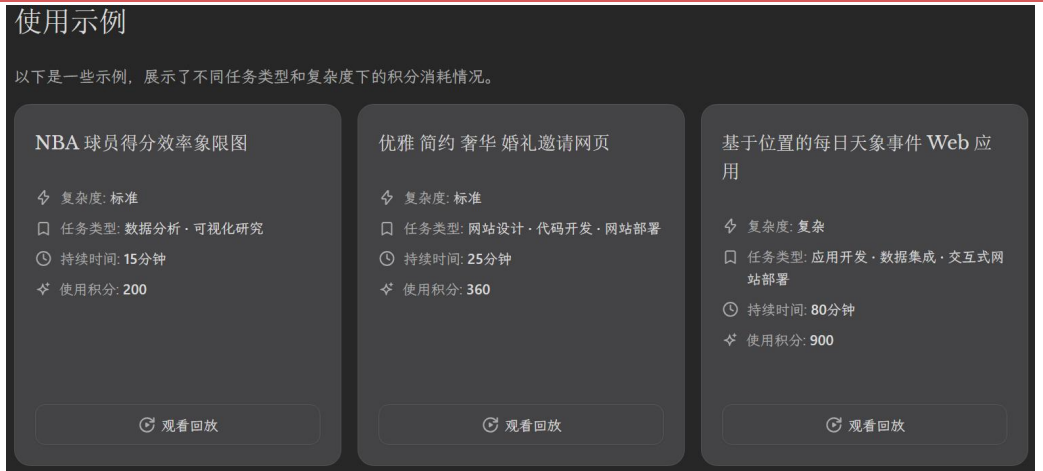 使用示例
以下是一些示例，展示了不同任务类型和复杂度下的积分消耗情况。
NBA 球员得分效率象限图
复杂度: 标准
任务类型: 数据分析 · 可视化研究
持续时间: 15分钟
使用积分: 200
观看回放
优雅 简约 奢华 婚礼邀请网页
复杂度: 标准
任务类型: 网站设计 · 代码开发 · 网站部署
持续时间: 25分钟
使用积分: 360
观看回放
基于位置的每日天象事件 Web 应
用
复杂度: 复杂
任务类型: 应用开发 · 数据集成 · 交互式网
站部署
持续时间: 80分钟
使用积分: 900
观看回放